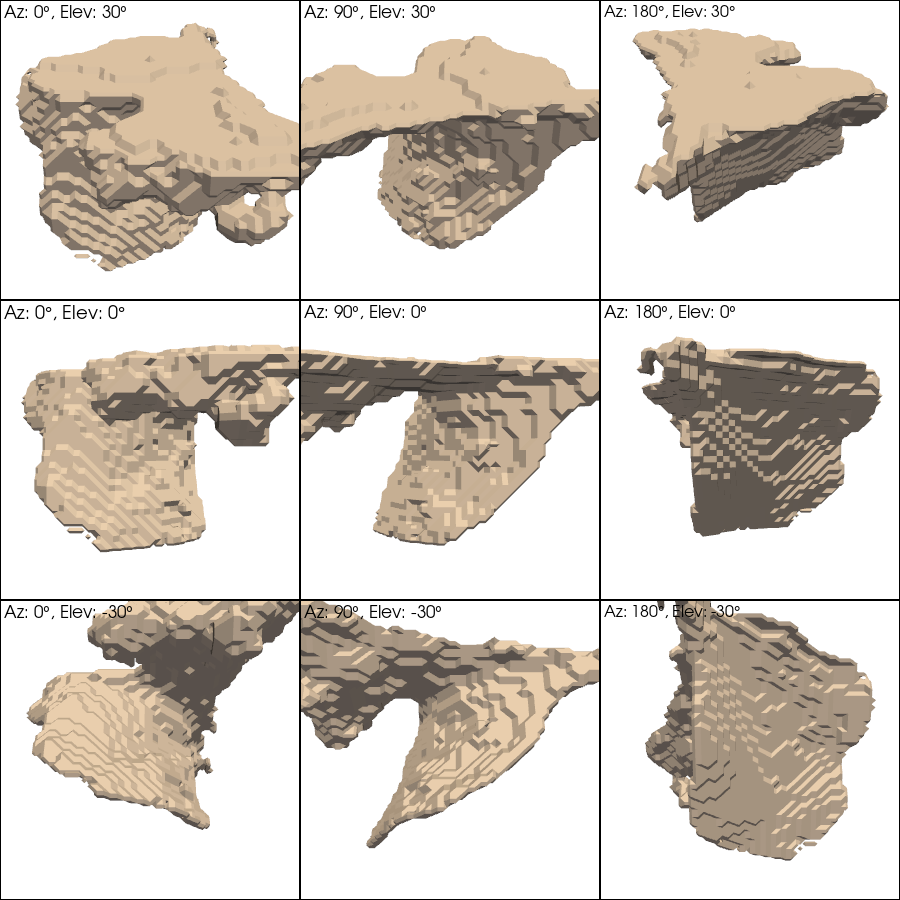 Az: 0°, Elev: 30°
Az: 90°, Elev: 30°
Az: 180°, Elev: 30°
Az: 0°, Elev: 0°
Az: 90°, Elev: 0°
Az: 180°, Elev: 0°
Az: 0°, Elev: -30°
Az: 90°, Elev: -30°
Az: 180°, Elev: -30°